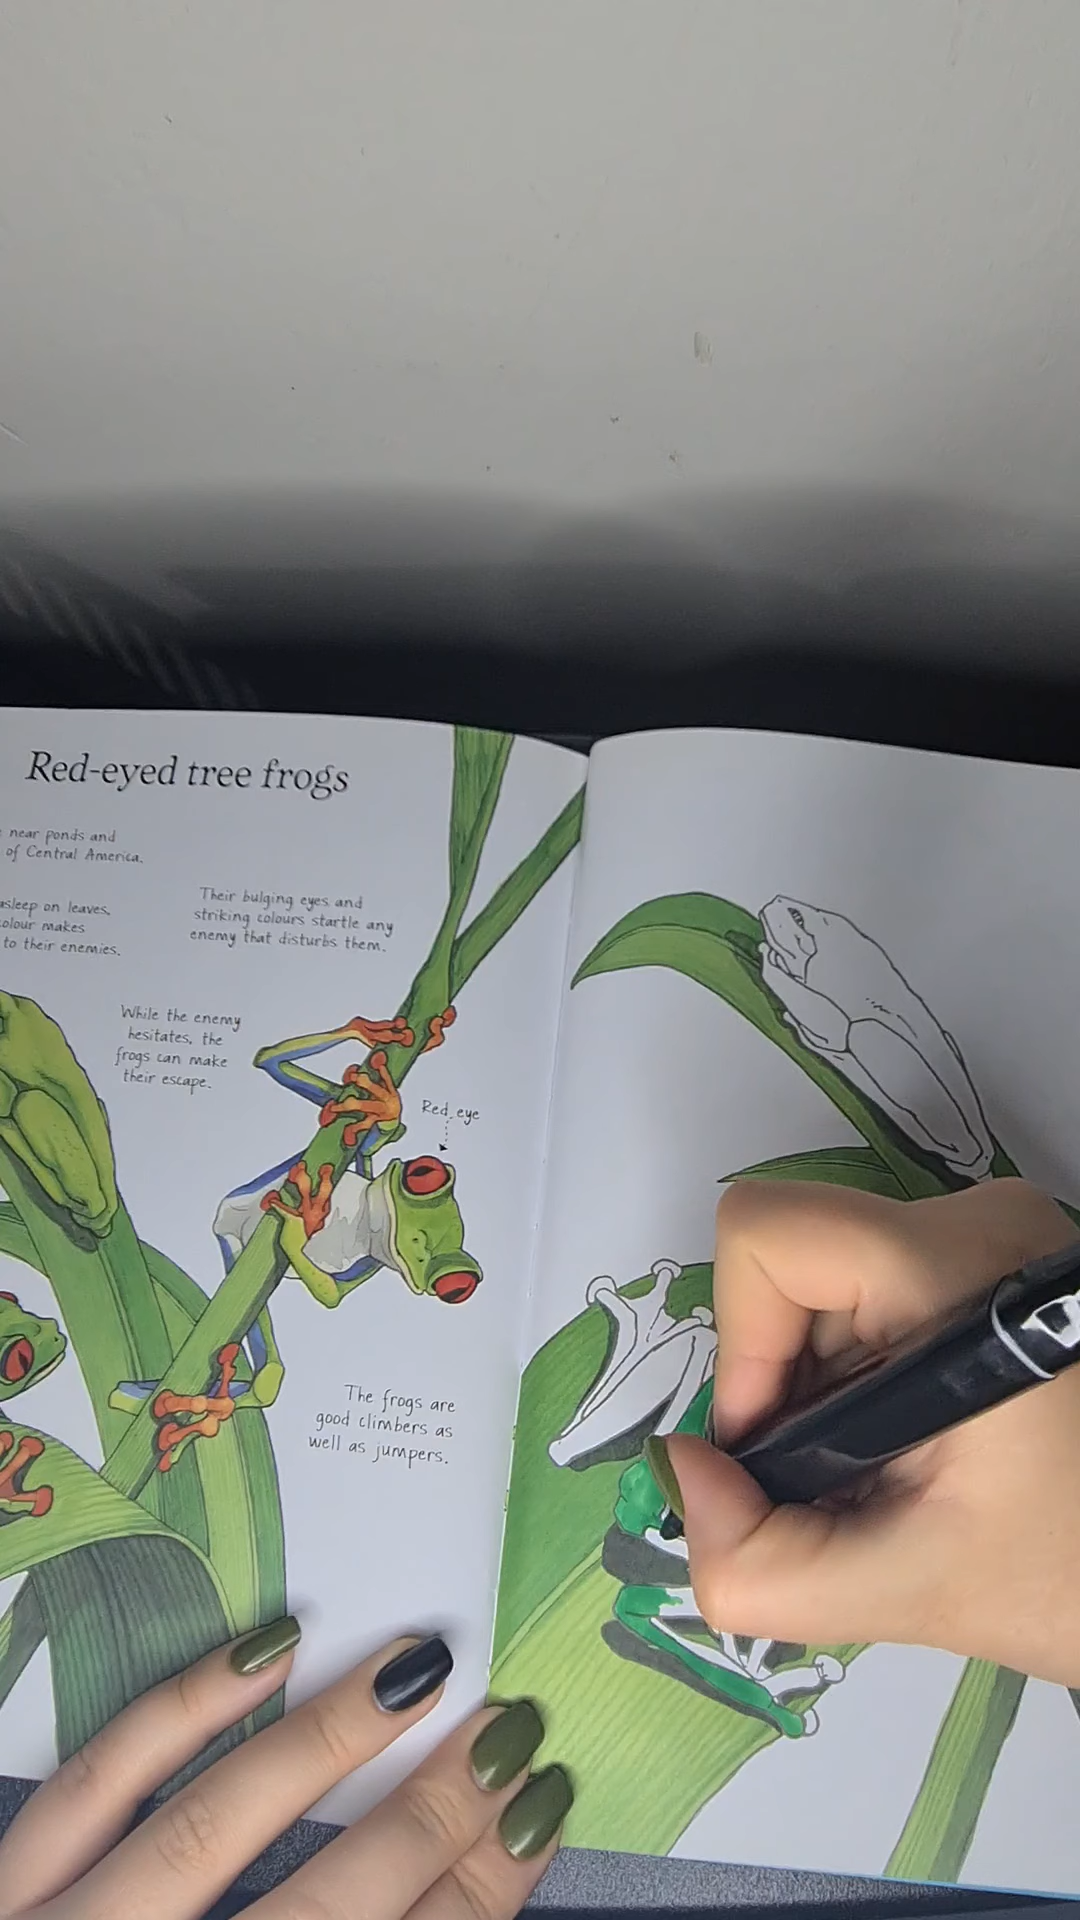 Red-eyed tree frogs
near ponds and
of Central America.
asleep on leaves,
colour makes
to their enemies.
Their bulging eyes and
striking colours startle any
enemy that disturbs them.
While the enemy
hesitates, the
frogs can make
their escape.
Red eye
The frogs are
good climbers as
well as jumpers.